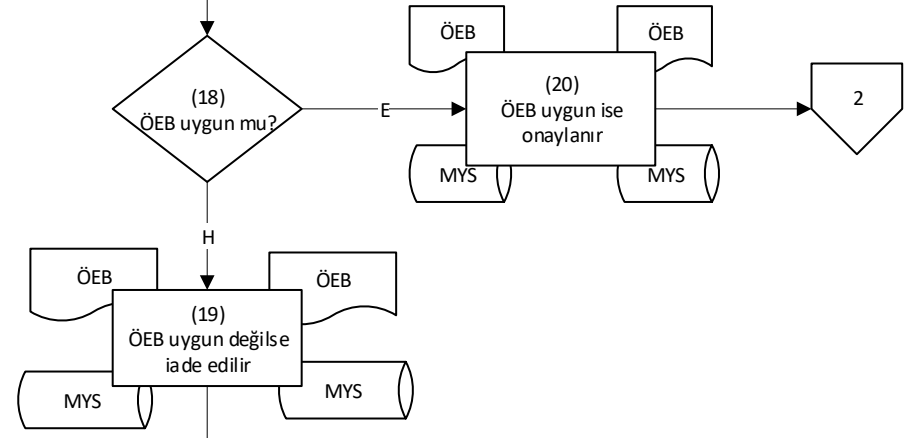 ÖEB
ÖEB
(18)
ÖEB uygun mu?
E
(20)
ÖEB uygun ise
onaylanır
2
MYS
MYS
H
ÖEB
ÖEB
(19)
ÖEB uygun değilse
iade edilir
MYS
MYS